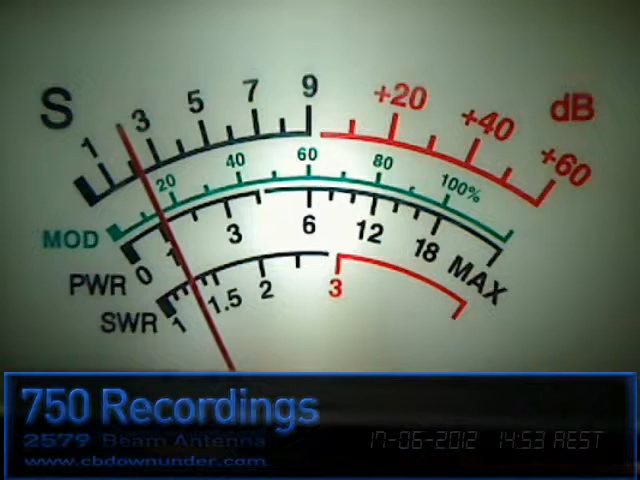 S 1 3 5 7 9 +20 +40 +60 dB
MOD 20 40 60 80 100%
PWR 0 1 3 6 12 18 MAX
SWR 1 1.5 2 3
750 Recordings
2579 Beam Antenna
17-06-2012 14:53 AEST
www.cbdownunder.com